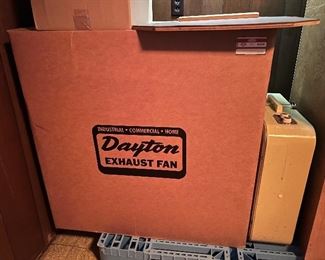 INDUSTRIAL • COMMERCIAL • HOME
Dayton
EXHAUST FAN